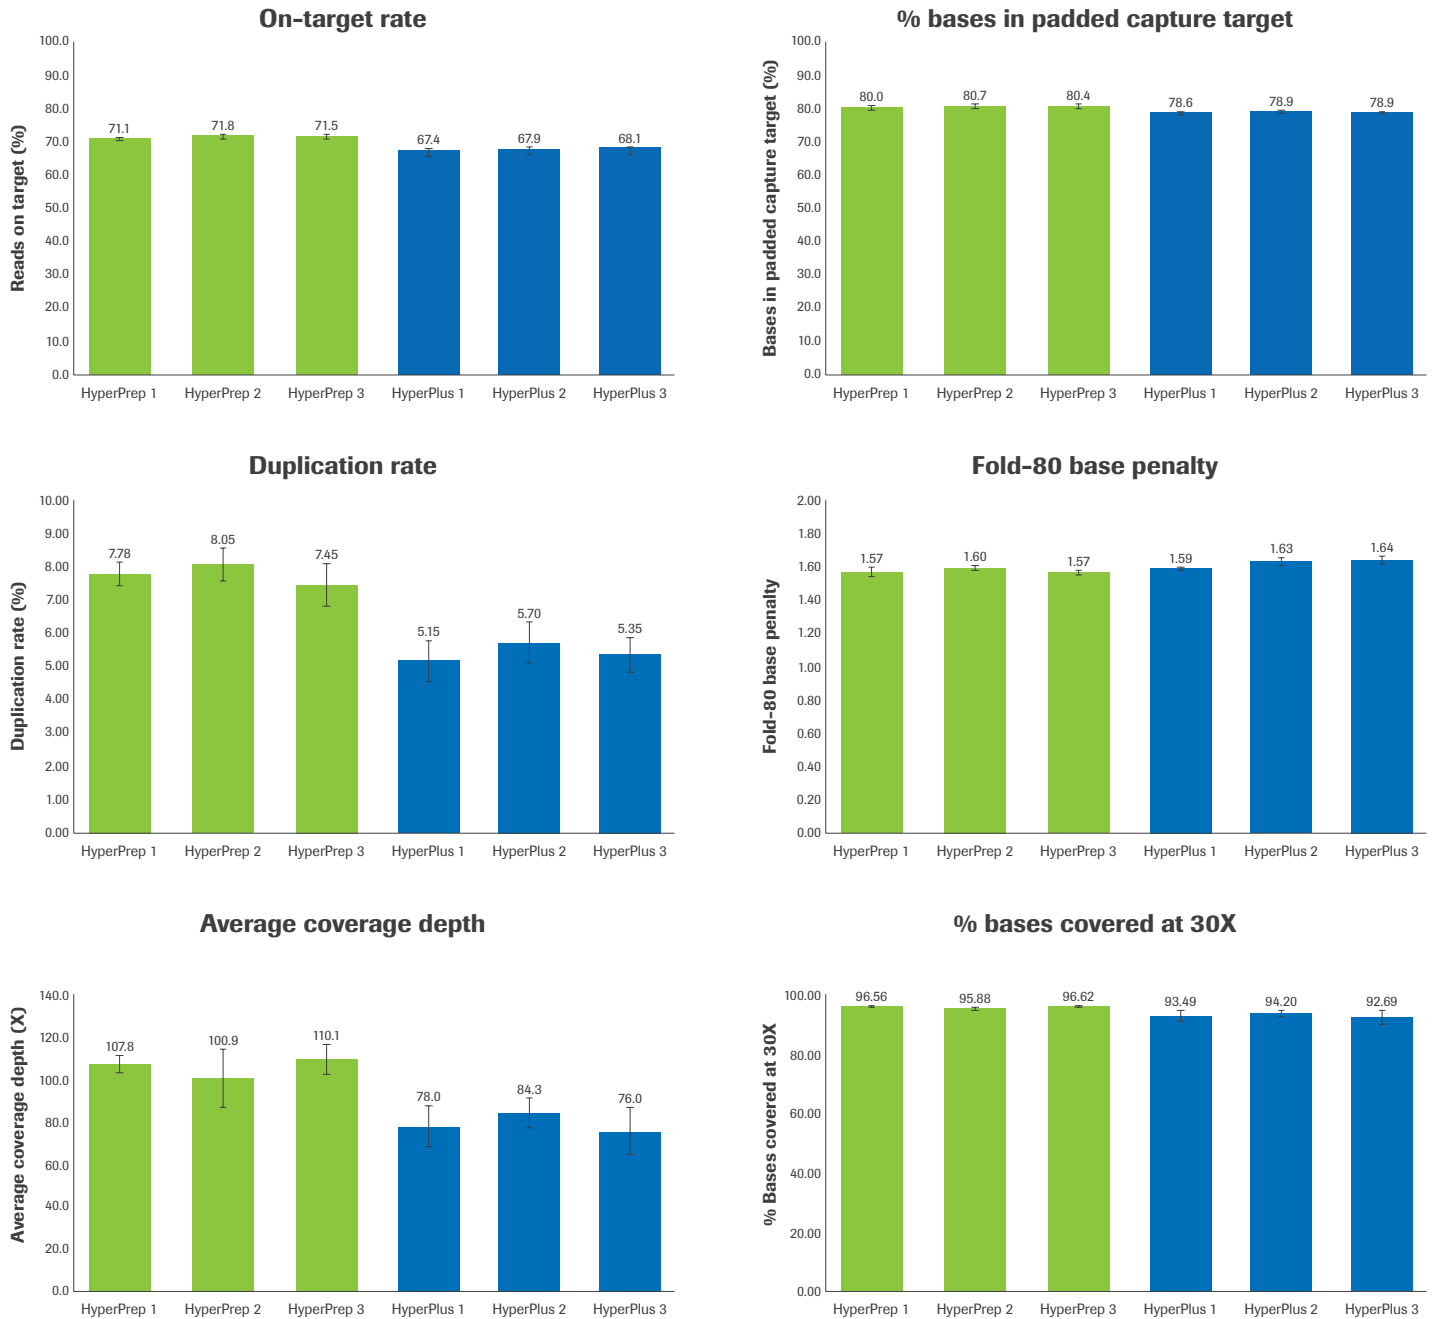 On-target rate
Reads on target (%)
100.0
90.0
80.0
70.0
60.0
50.0
40.0
30.0
20.0
10.0
0.0
71.1
71.8
71.5
67.4
67.9
68.1
HyperPrep 1
HyperPrep 2
HyperPrep 3
HyperPlus 1
HyperPlus 2
HyperPlus 3
% bases in padded capture target
Bases in padded capture target (%)
100.0
90.0
80.0
70.0
60.0
50.0
40.0
30.0
20.0
10.0
0.0
80.0
80.7
80.4
78.6
78.9
78.9
HyperPrep 1
HyperPrep 2
HyperPrep 3
HyperPlus 1
HyperPlus 2
HyperPlus 3
Duplication rate
Duplication rate (%)
10.00
9.00
8.00
7.00
6.00
5.00
4.00
3.00
2.00
1.00
0.00
7.78
8.05
7.45
5.15
5.70
5.35
HyperPrep 1
HyperPrep 2
HyperPrep 3
HyperPlus 1
HyperPlus 2
HyperPlus 3
Fold-80 base penalty
Fold-80 base penalty
2.00
1.80
1.60
1.40
1.20
1.00
0.80
0.60
0.40
0.20
0.00
1.57
1.60
1.57
1.59
1.63
1.64
HyperPrep 1
HyperPrep 2
HyperPrep 3
HyperPlus 1
HyperPlus 2
HyperPlus 3
Average coverage depth
Average coverage depth (X)
140.0
120.0
100.0
80.0
60.0
40.0
20.0
0.0
107.8
100.9
110.1
78.0
84.3
76.0
HyperPrep 1
HyperPrep 2
HyperPrep 3
HyperPlus 1
HyperPlus 2
HyperPlus 3
% bases covered at 30X
% Bases covered at 30X
100.00
80.00
60.00
40.00
20.00
0.00
96.56
95.88
96.62
93.49
94.20
92.69
HyperPrep 1
HyperPrep 2
HyperPrep 3
HyperPlus 1
HyperPlus 2
HyperPlus 3